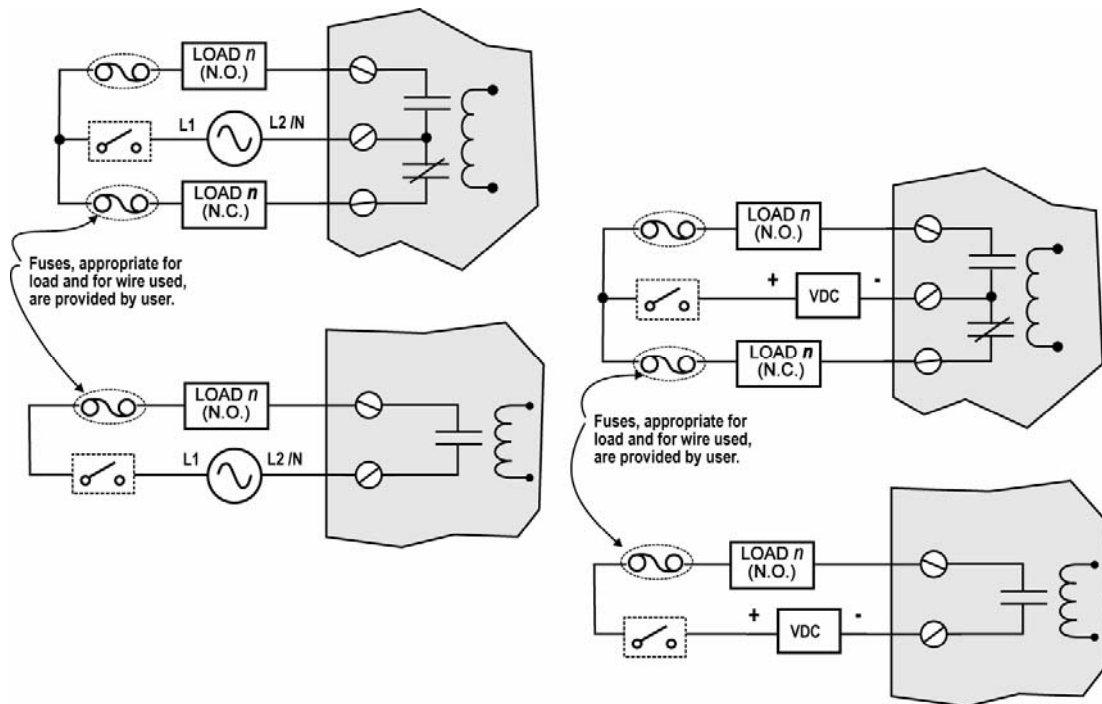 LOAD n
(N.O.)
L1
L2 /N
LOAD n
(N.C.)
Fuses, appropriate for
load and for wire used,
are provided by user.
LOAD n
(N.O.)
L1
L2 /N
LOAD n
(N.O.)
+
-
VDC
LOAD n
(N.C.)
Fuses, appropriate for
load and for wire used,
are provided by user.
LOAD n
(N.O.)
+
-
VDC